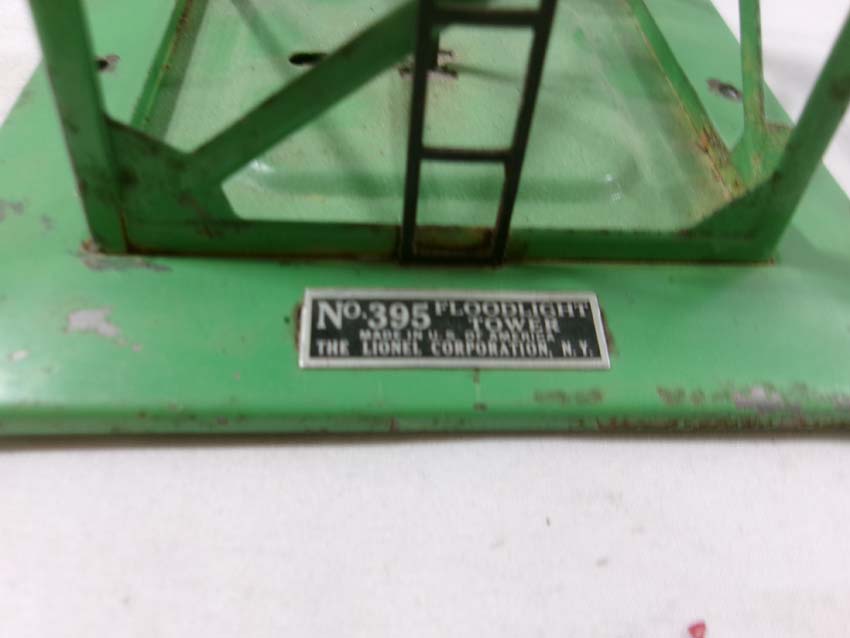 No. 395 FLOODLIGHT
TOWER
MADE IN U.S. OF AMERICA
THE LIONEL CORPORATION, N.Y.